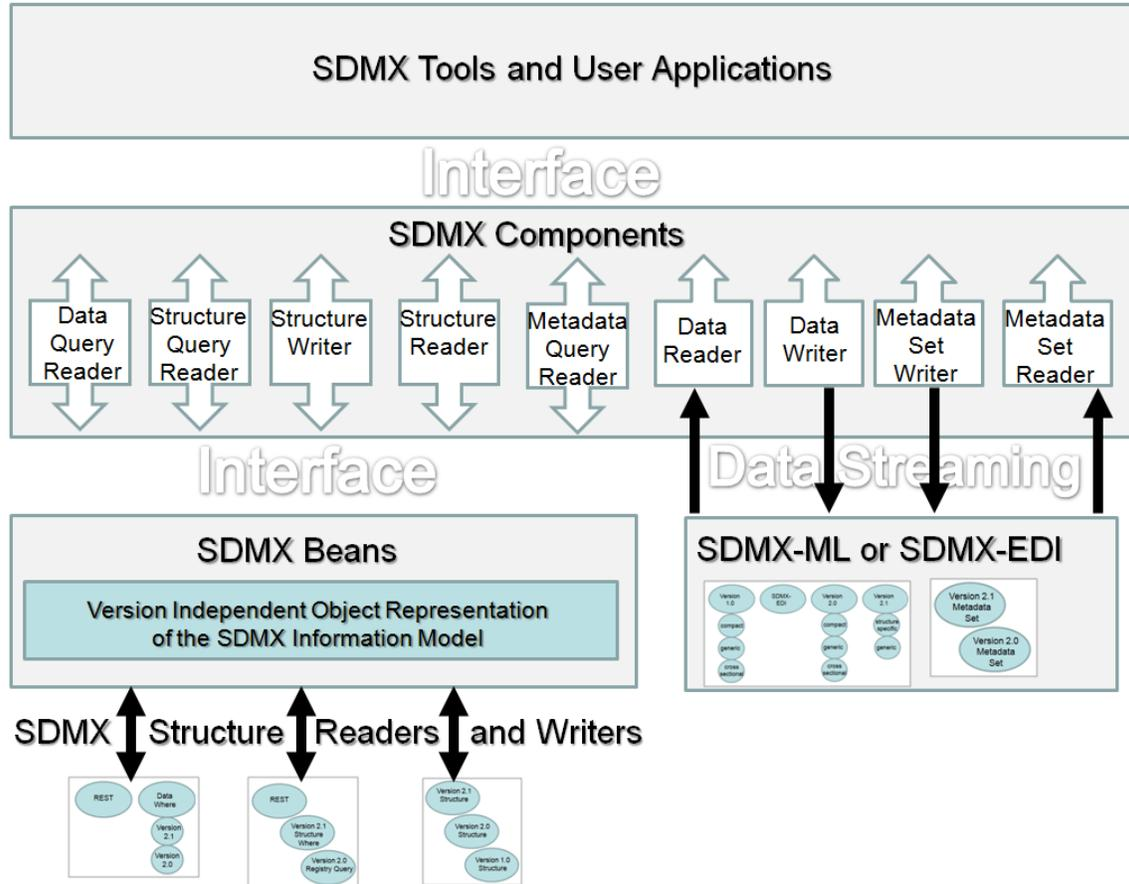 SDMX Tools and User Applications
Interface
SDMX Components
Data
Query
Reader
Structure
Query
Reader
Structure
Writer
Structure
Reader
Metadata
Query
Reader
Data
Reader
Data
Writer
Metadata
Set
Writer
Metadata
Set
Reader
Interface
Data Streaming
SDMX Beans
Version Independent Object Representation
of the SDMX Information Model
SDMX-ML or SDMX-EDI
Version
1.0
compact
generic
cross
sectional
SDMX-
EDI
Version
2.0
compact
generic
cross
sectional
Version
2.1
structure
specific
generic
Version 2.1
Metadata
Set
Version 2.0
Metadata
Set
SDMX Structure Readers and Writers
REST
Data
Where
Version
2.1
Version
2.0
REST
Version 2.1
Structure
Where
Version 2.0
Registry Query
Version 2.1
Structure
Version 2.0
Structure
Version 1.0
Structure